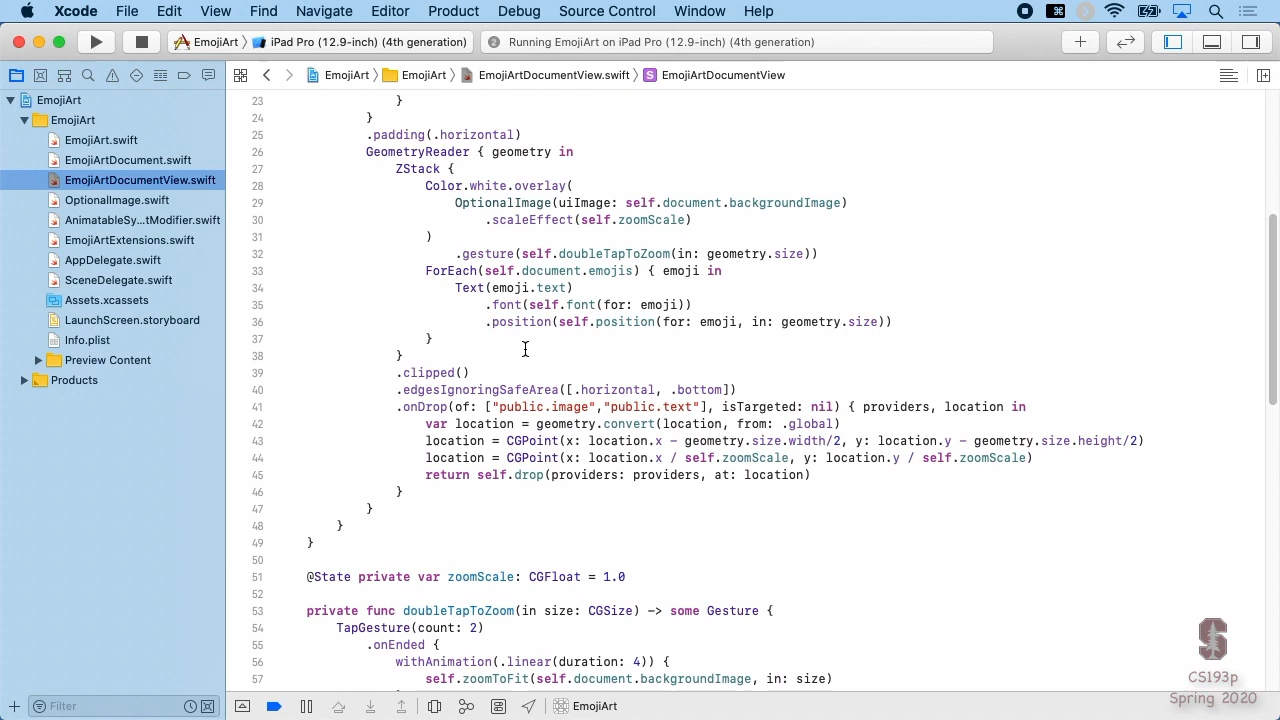 Xcode File Edit View Find Navigate Editor Product Debug Source Control Window Help
EmojiArt iPad Pro (12.9-inch) (4th generation) 2 Running EmojiArt on iPad Pro (12.9-inch) (4th generation)
EmojiArt EmojiArt EmojiArtDocumentView.swift S EmojiArtDocumentView
EmojiArt
EmojiArt
EmojiArt.swift
EmojiArtDocument.swift
EmojiArtDocumentView.swift
OptionalImage.swift
AnimatableSy...tModifier.swift
EmojiArtExtensions.swift
AppDelegate.swift
SceneDelegate.swift
Assets.xcassets
LaunchScreen.storyboard
Info.plist
Preview Content
Products
Filter
23 }
24 }
25 .padding(.horizontal)
26 GeometryReader { geometry in
27 ZStack {
28 Color.white.overlay(
29 OptionalImage(uiImage: self.document.backgroundImage)
30 .scaleEffect(self.zoomScale)
31 )
32 .gesture(self.doubleTapToZoom(in: geometry.size))
33 ForEach(self.document.emojis) { emoji in
34 Text(emoji.text)
35 .font(self.font(for: emoji))
36 .position(self.position(for: emoji, in: geometry.size))
37 }
38 }
39 .clipped()
40 .edgesIgnoringSafeArea([.horizontal, .bottom])
41 .onDrop(of: ["public.image","public.text"], isTargeted: nil) { providers, location in
42 var location = geometry.convert(location, from: .global)
43 location = CGPoint(x: location.x - geometry.size.width/2, y: location.y - geometry.size.height/2)
44 location = CGPoint(x: location.x / self.zoomScale, y: location.y / self.zoomScale)
45 return self.drop(providers: providers, at: location)
46 }
47 }
48 }
49 }
50
51 @State private var zoomScale: CGFloat = 1.0
52
53 private func doubleTapToZoom(in size: CGSize) -> some Gesture {
54 TapGesture(count: 2)
55 .onEnded {
56 withAnimation(.linear(duration: 4)) {
57 self.zoomToFit(self.document.backgroundImage, in: size)
EmojiArt
CS193p
Spring 2020